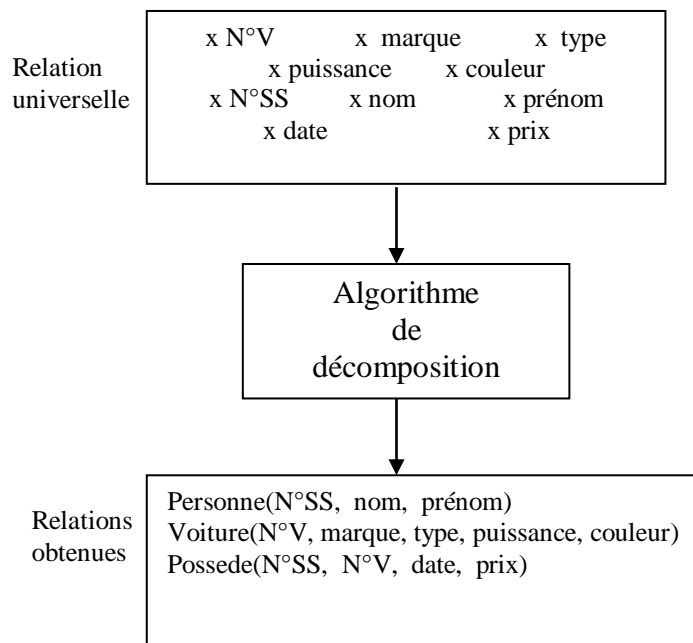 Relation
universelle
x N°V x marque x type
x puissance x couleur
x N°SS x nom x prénom
x date x prix
Algorithme
de
décomposition
Relations
obtenues
Personne(N°SS, nom, prénom)
Voiture(N°V, marque, type, puissance, couleur)
Possede(N°SS, N°V, date, prix)